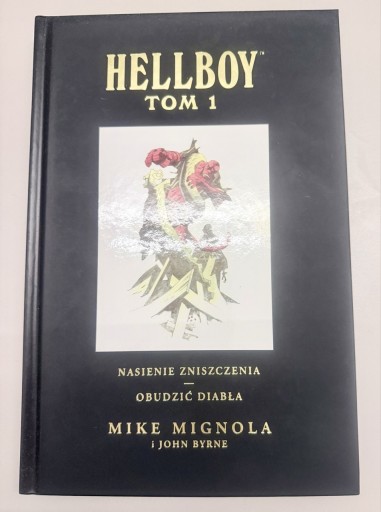 HELLBOY™
TOM 1
NASIENIE ZNISZCZENIA
—
OBUDZIĆ DIABŁA
MIKE MIGNOLA
I JOHN BYRNE